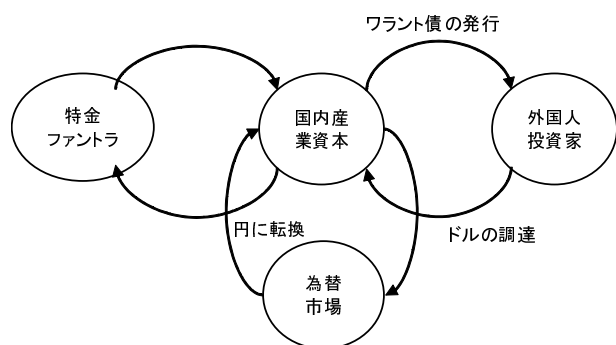 ワラント債の発行
特金
ファントラ
国内産
業資本
外国人
投資家
円に転換
ドルの調達
為替
市場